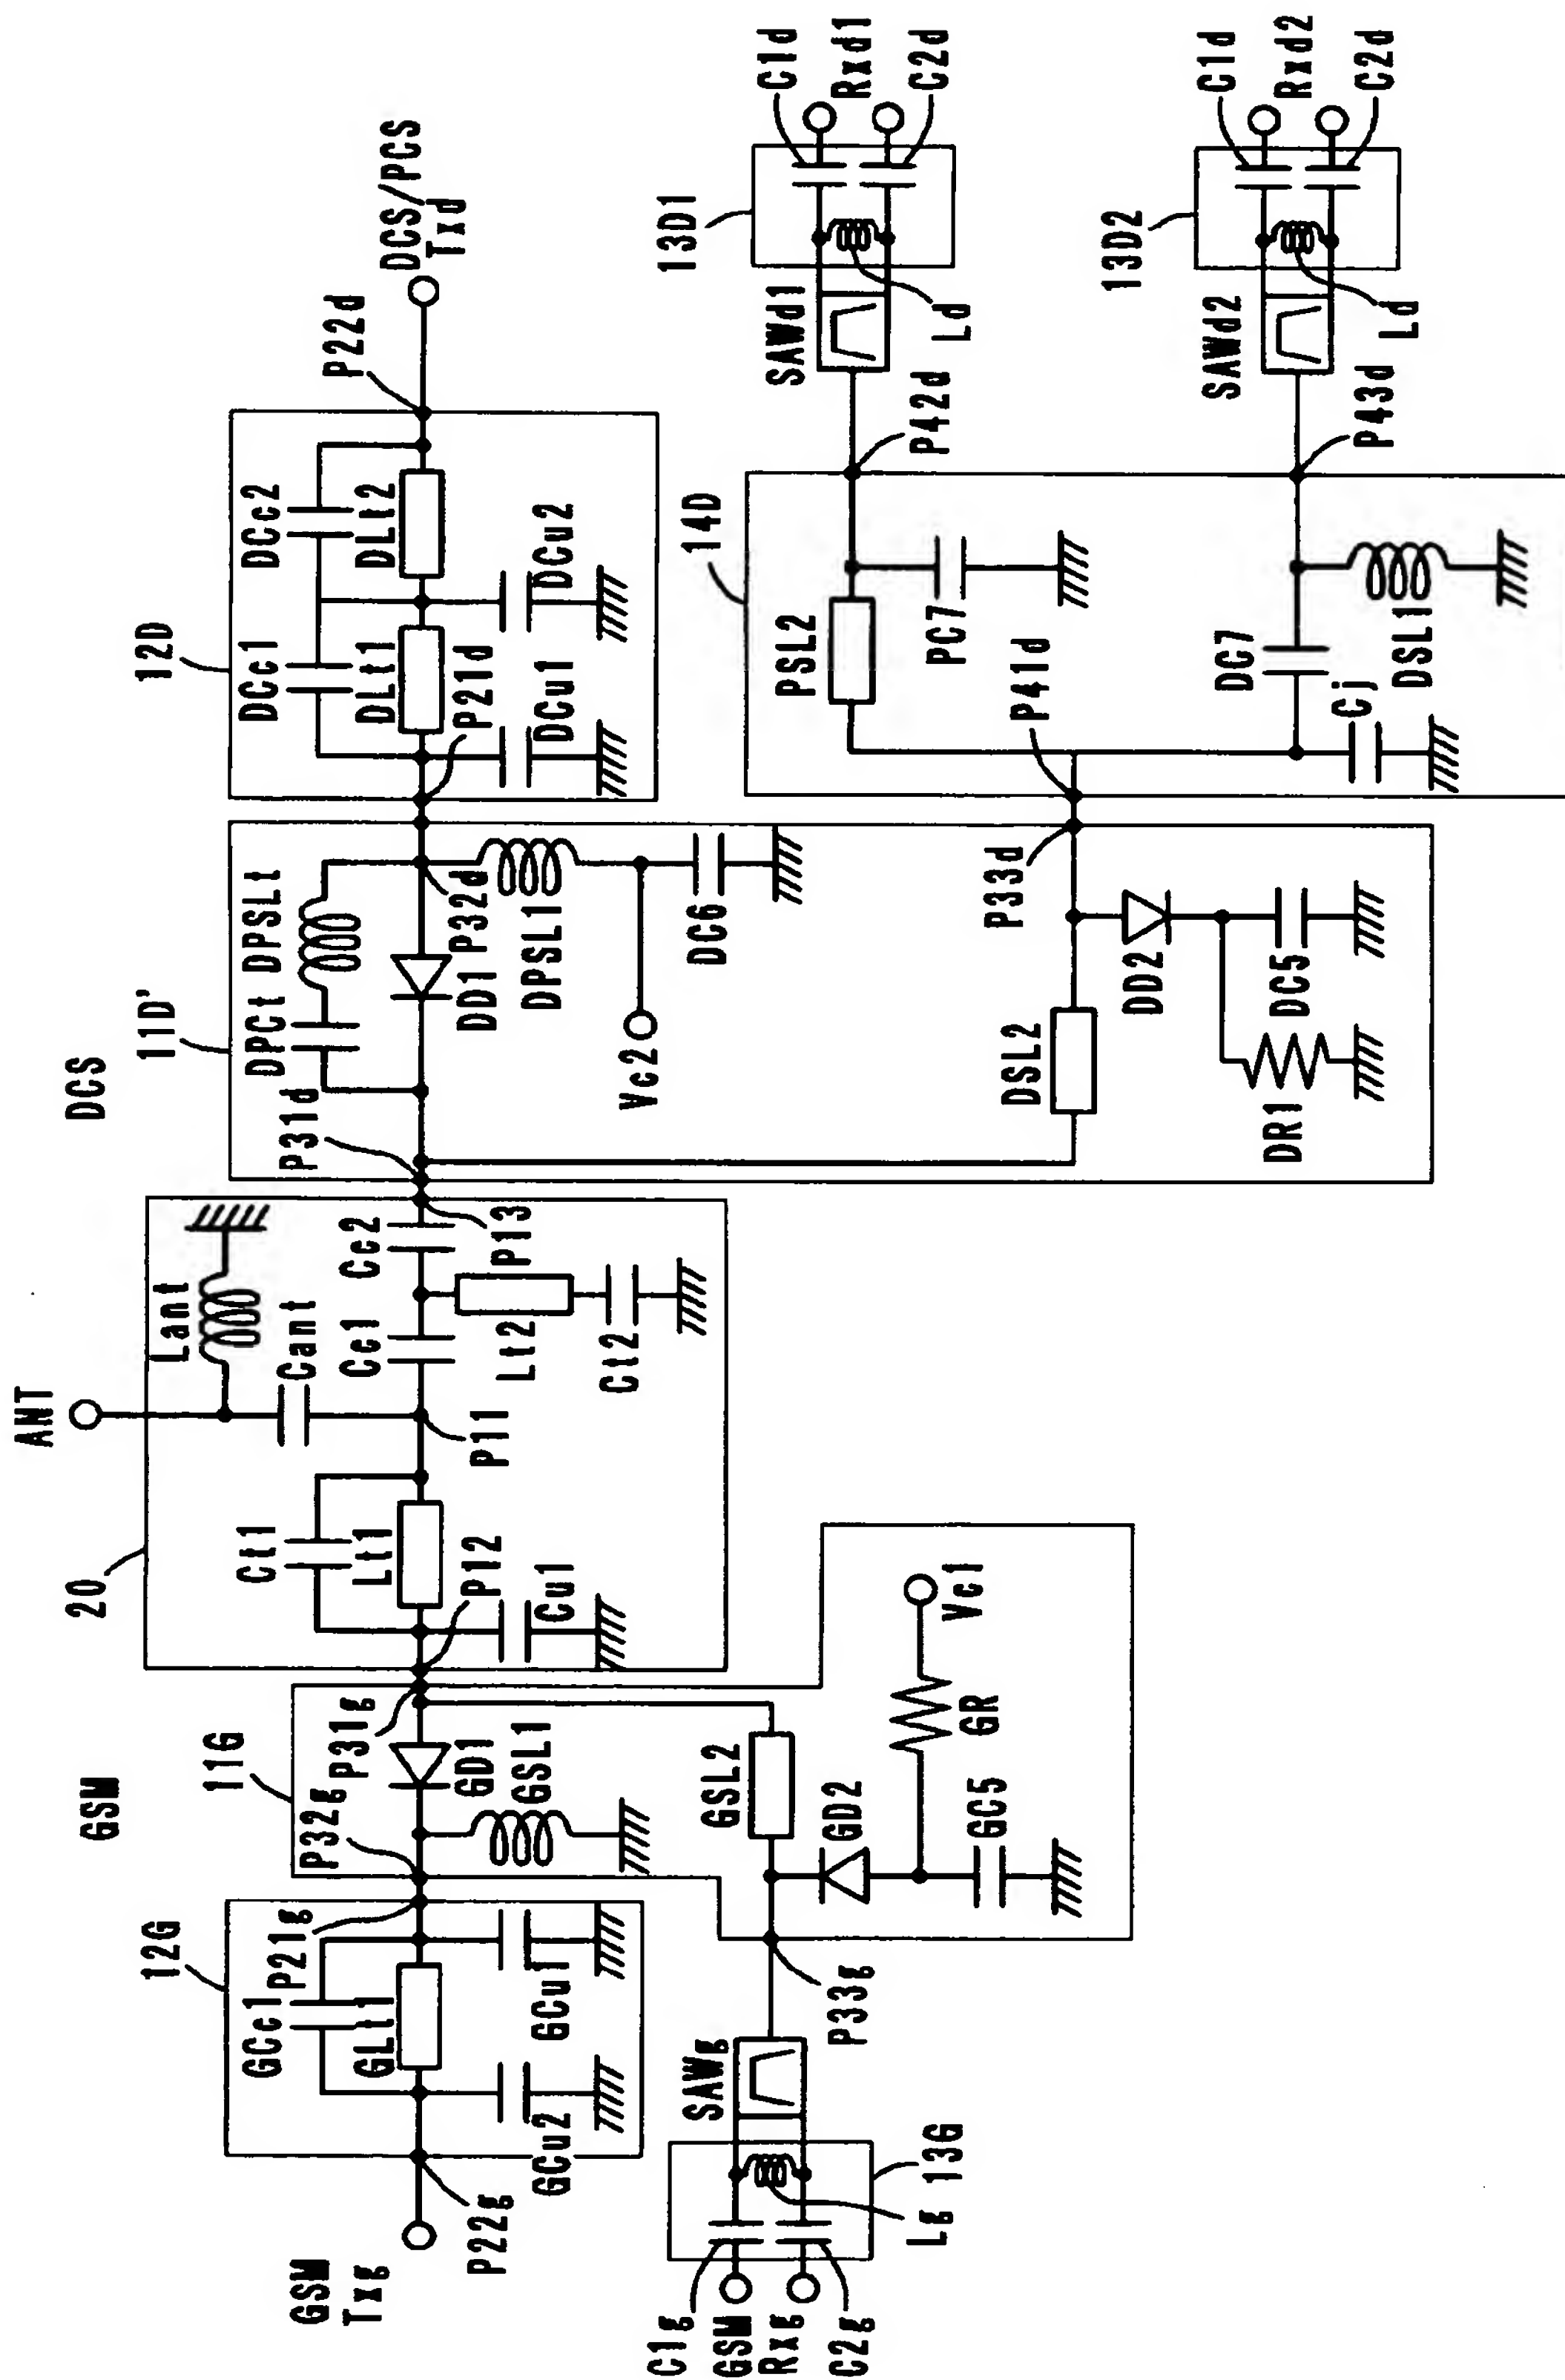 ANT
GSM
DCS
20
Lant
Cant
Ct1
Lt1
P12
Cu1
P11
Cc1
Cc2
P13
Lt2
Ct2
11G
P31g
P32g
GD1
GSL1
GSL2
GD2
GC5
GR
Vc1
P33g
12G
P21g
GCc1
GLt1
GCu1
GCu2
P22g
GSM
Txg
SAWg
13G
Lg
C1g
GSM
Rxg
C2g
11D'
P31d
DPCt
DPSLt
DD1
P32d
DPSL1
Vc2
DC6
DSL2
P33d
DD2
DC5
DR1
12D
DCc1
DCc2
DLt1
DLt2
P21d
DCu1
DCu2
P22d
DCS/PCS
Txd
14D
P41d
PSL2
PC7
P42d
DC7
Cj
DSL1
P43d
SAWd1
13D1
Ld
C1d
Rxd1
C2d
SAWd2
13D2
Ld
C1d
Rxd2
C2d